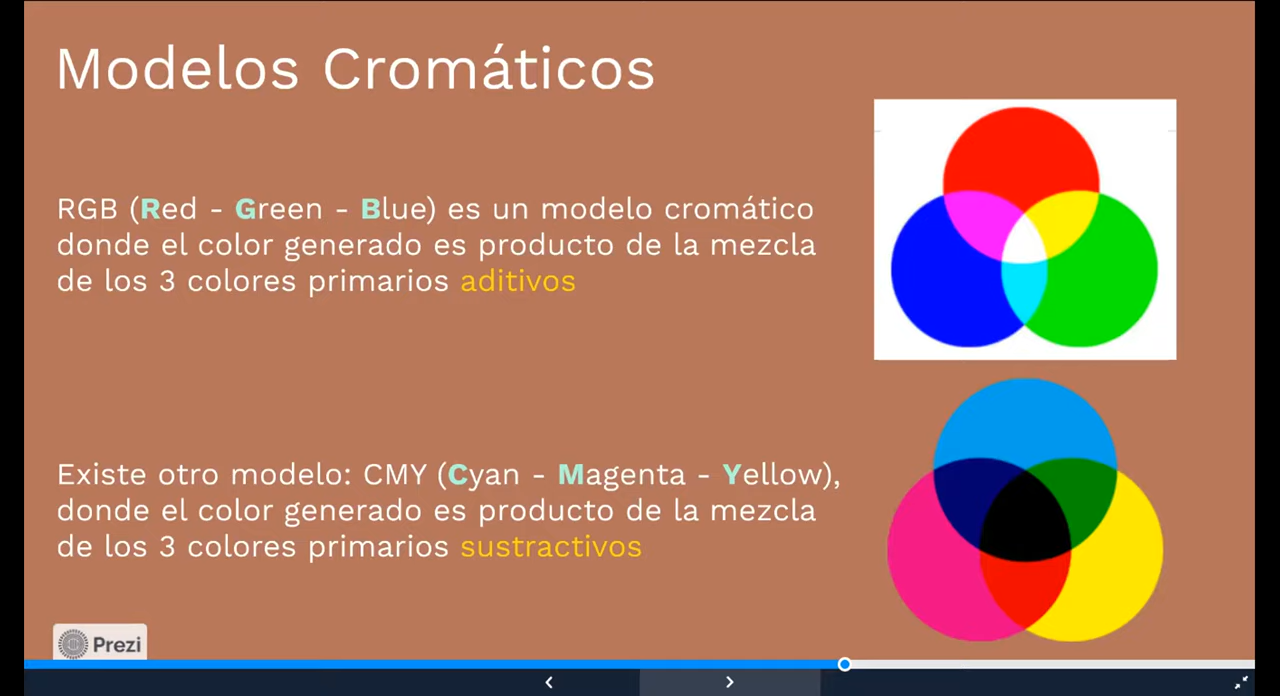 Modelos Cromáticos
RGB (Red - Green - Blue) es un modelo cromático
donde el color generado es producto de la mezcla
de los 3 colores primarios aditivos
Existe otro modelo: CMY (Cyan - Magenta - Yellow),
donde el color generado es producto de la mezcla
de los 3 colores primarios sustractivos
Prezi